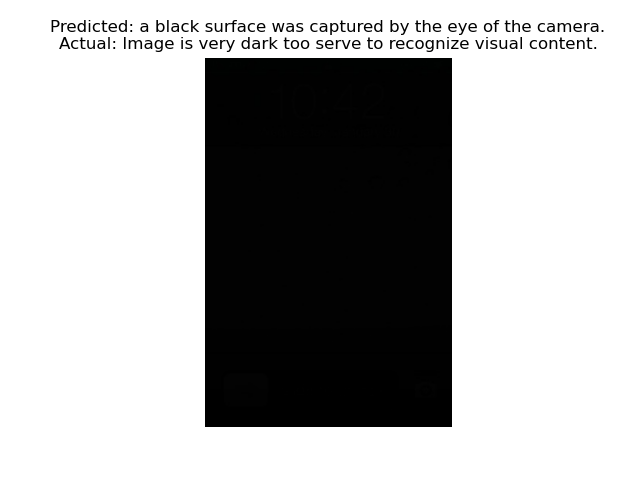 Predicted: a black surface was captured by the eye of the camera.
Actual: Image is very dark too serve to recognize visual content.